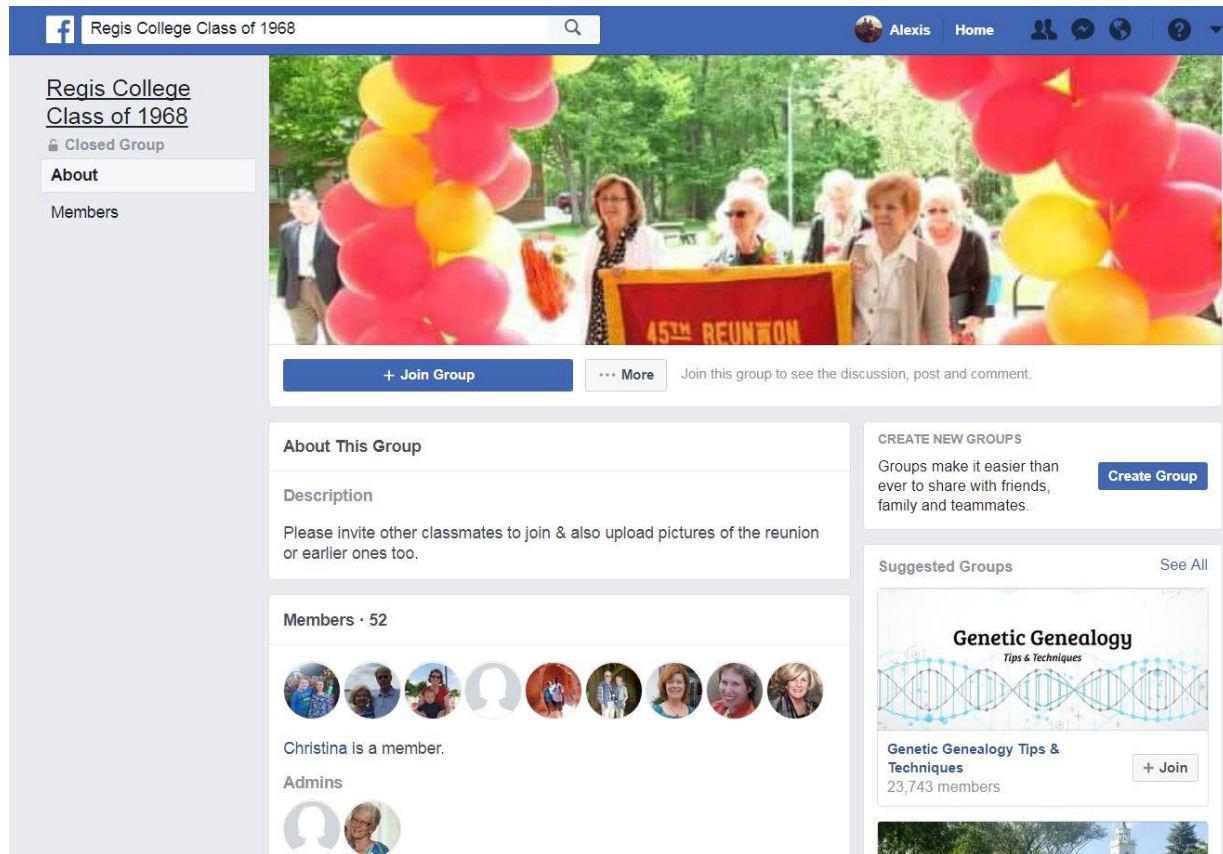 Regis College Class of 1968
Alexis
Home
Regis College
Class of 1968
Closed Group
About
Members
45TH REUNION
+ Join Group
··· More
Join this group to see the discussion, post and comment.
About This Group
Description
Please invite other classmates to join & also upload pictures of the reunion
or earlier ones too.
Members · 52
Christina is a member.
Admins
CREATE NEW GROUPS
Groups make it easier than
ever to share with friends,
family and teammates.
Create Group
Suggested Groups
See All
Genetic Genealogy
Tips & Techniques
Genetic Genealogy Tips &
Techniques
23,743 members
+ Join